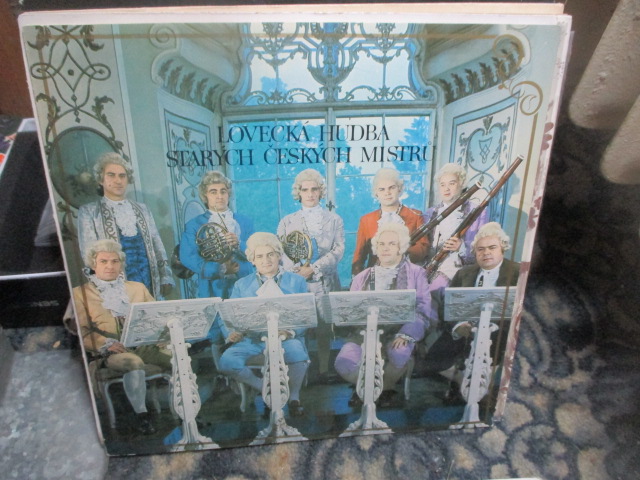 LOVECKÁ HUDBA
STARÝCH ČESKÝCH MISTRŮ